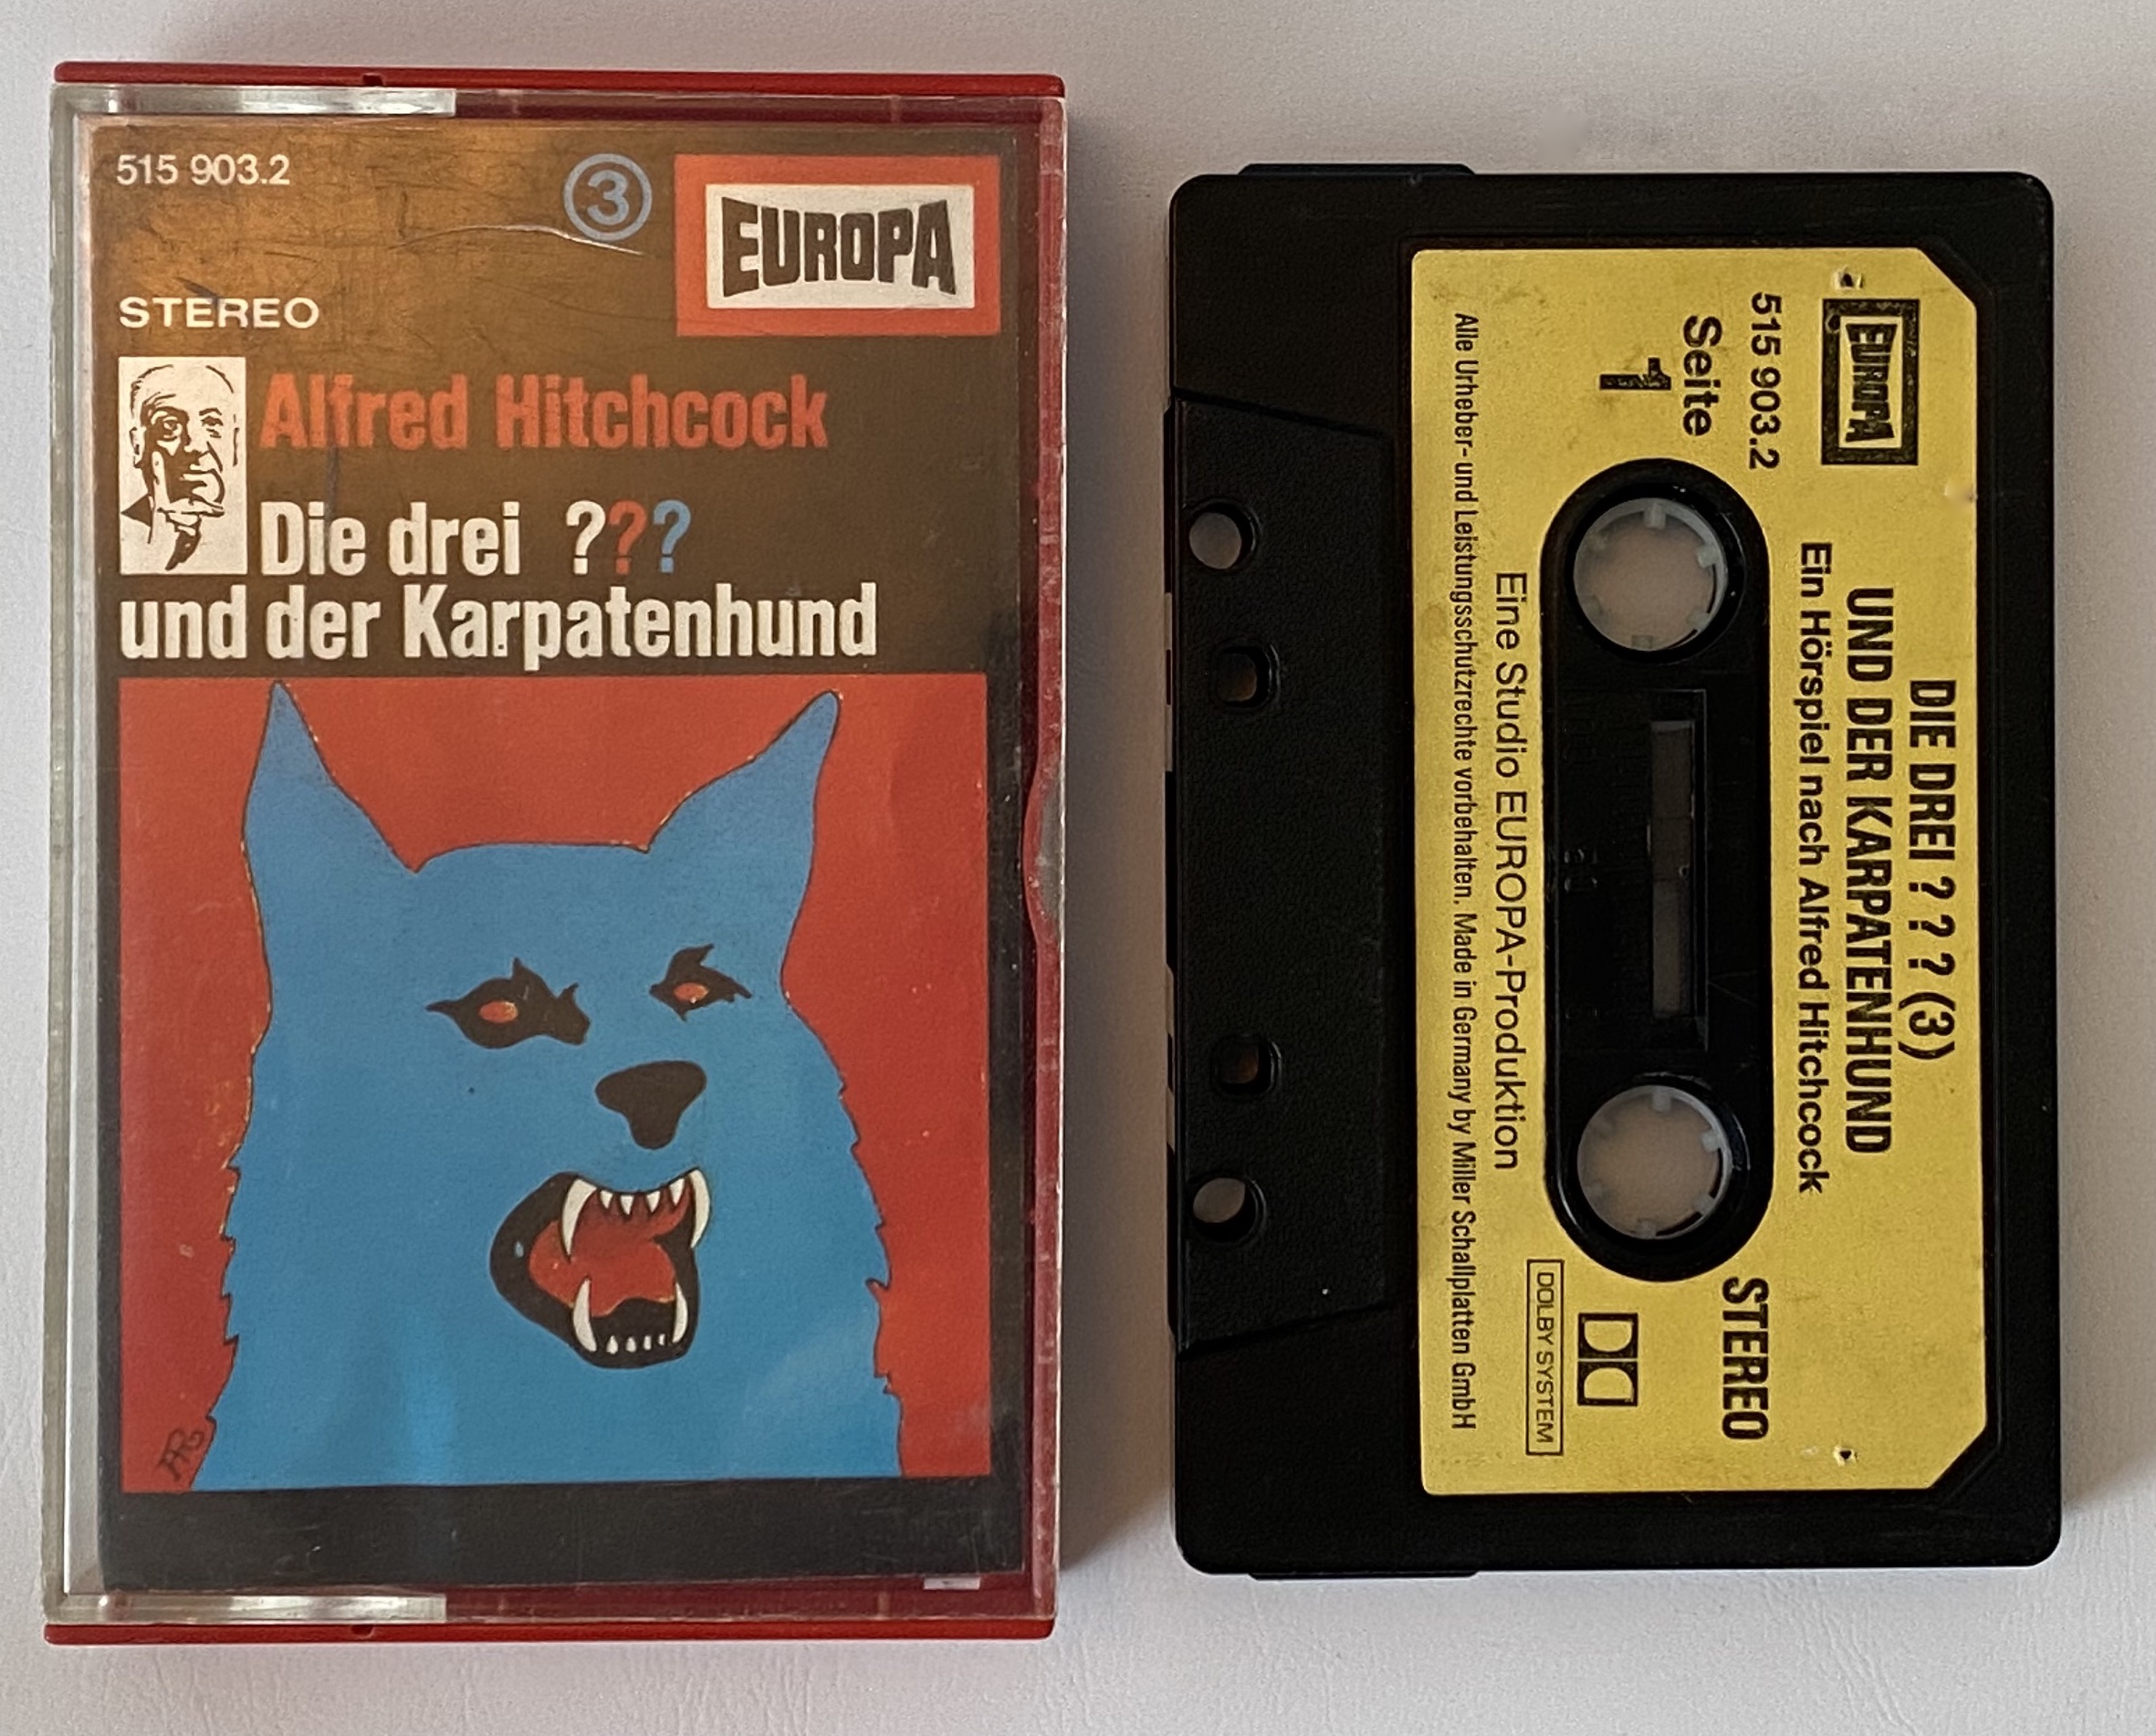 515 903.2
3
EUROPA
STEREO
Alfred Hitchcock
Die drei ???
und der Karpatenhund
EUROPA
515 903.2
Seite
1
DIE DREI ? ? ? (3)
UND DER KARPATENHUND
Ein Hörspiel nach Alfred Hitchcock
STEREO
DOLBY SYSTEM
Eine Studio EUROPA-Produktion
Alle Urheber- und Leistungsschutzrechte vorbehalten. Made in Germany by Miller Schallplatten GmbH